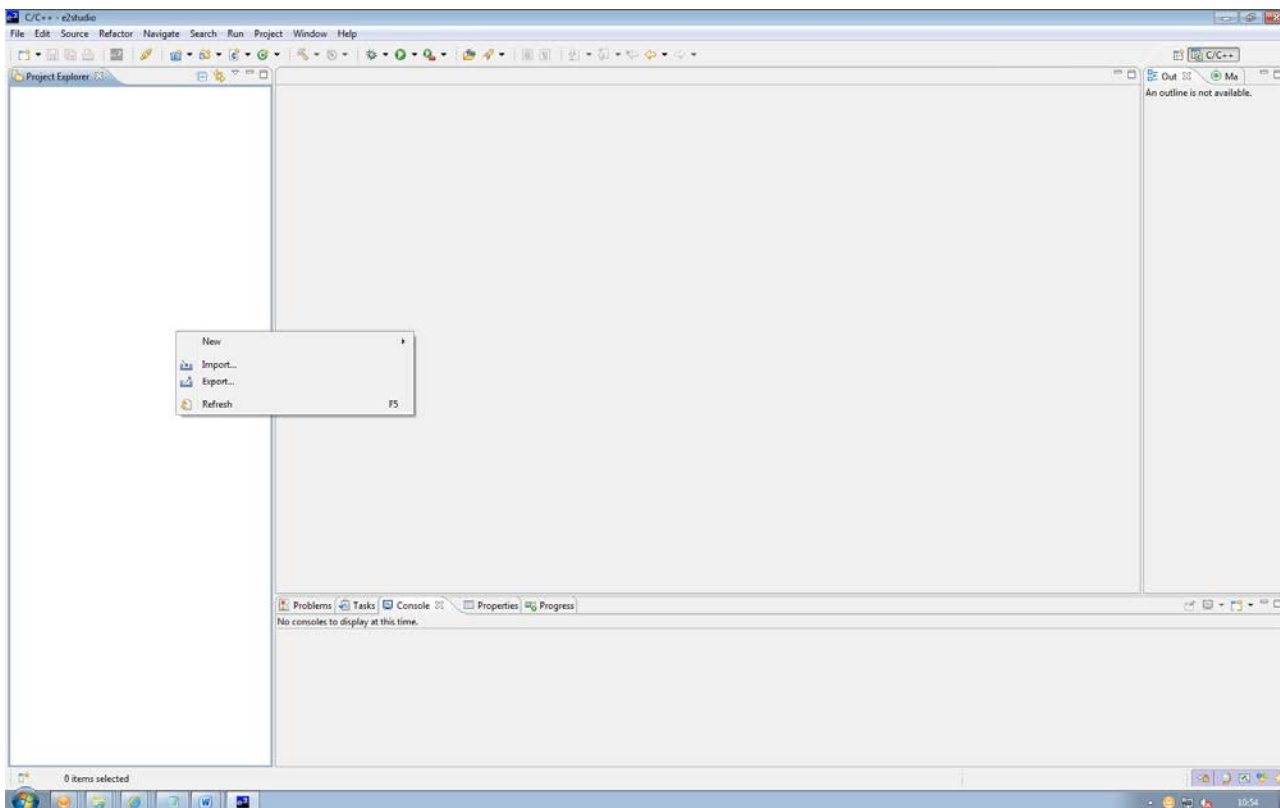 C/C++ - e2studio
File Edit Source Refactor Navigate Search Run Project Window Help
C/C++
Project Explorer
Out Ma
An outline is not available.
New
Import...
Export...
Refresh F5
Problems Tasks Console Properties Progress
No consoles to display at this time.
0 items selected
10:54